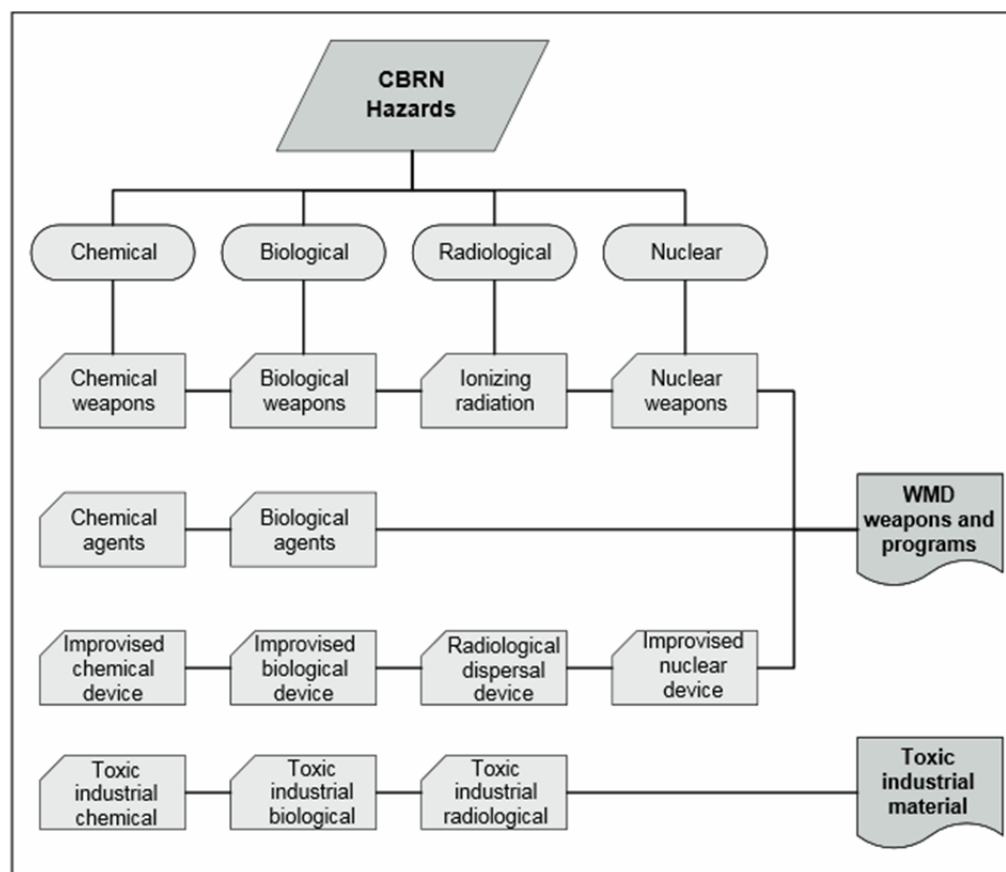 CBRN
Hazards
Chemical
Biological
Radiological
Nuclear
Chemical
weapons
Biological
weapons
Ionizing
radiation
Nuclear
weapons
Chemical
agents
Biological
agents
WMD
weapons and
programs
Improvised
chemical
device
Improvised
biological
device
Radiological
dispersal
device
Improvised
nuclear
device
Toxic
industrial
chemical
Toxic
industrial
biological
Toxic
industrial
radiological
Toxic
industrial
material